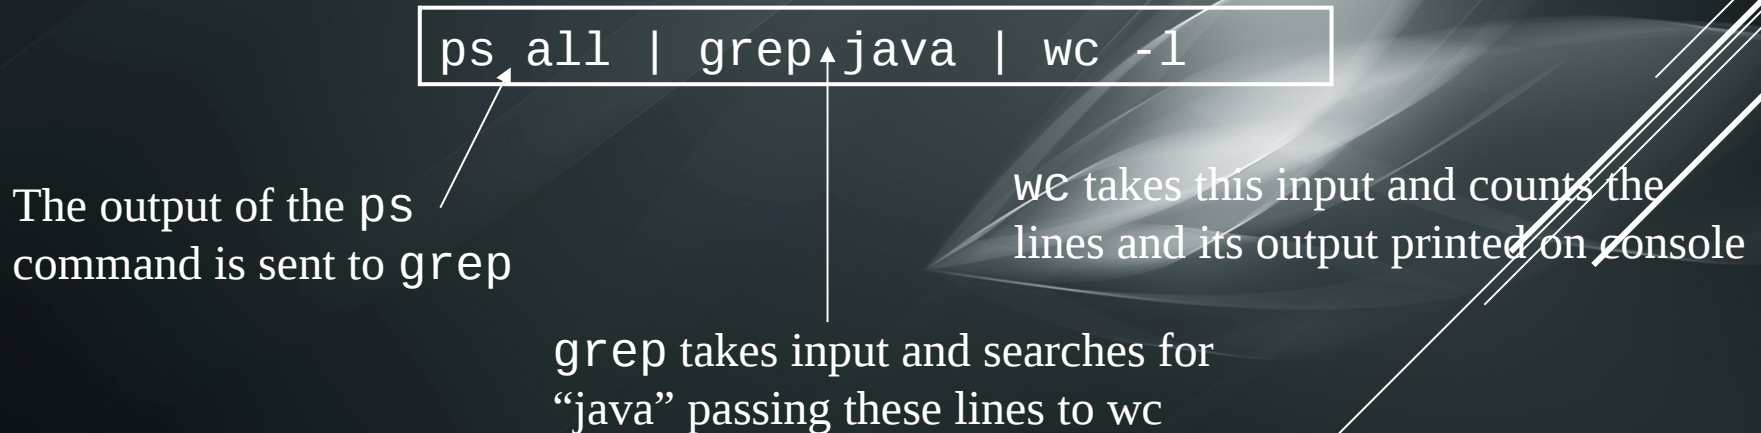 ps all | grep java | wc -l
The output of the ps
command is sent to grep
wc takes this input and counts the
lines and its output printed on console
grep takes input and searches for
“java” passing these lines to wc